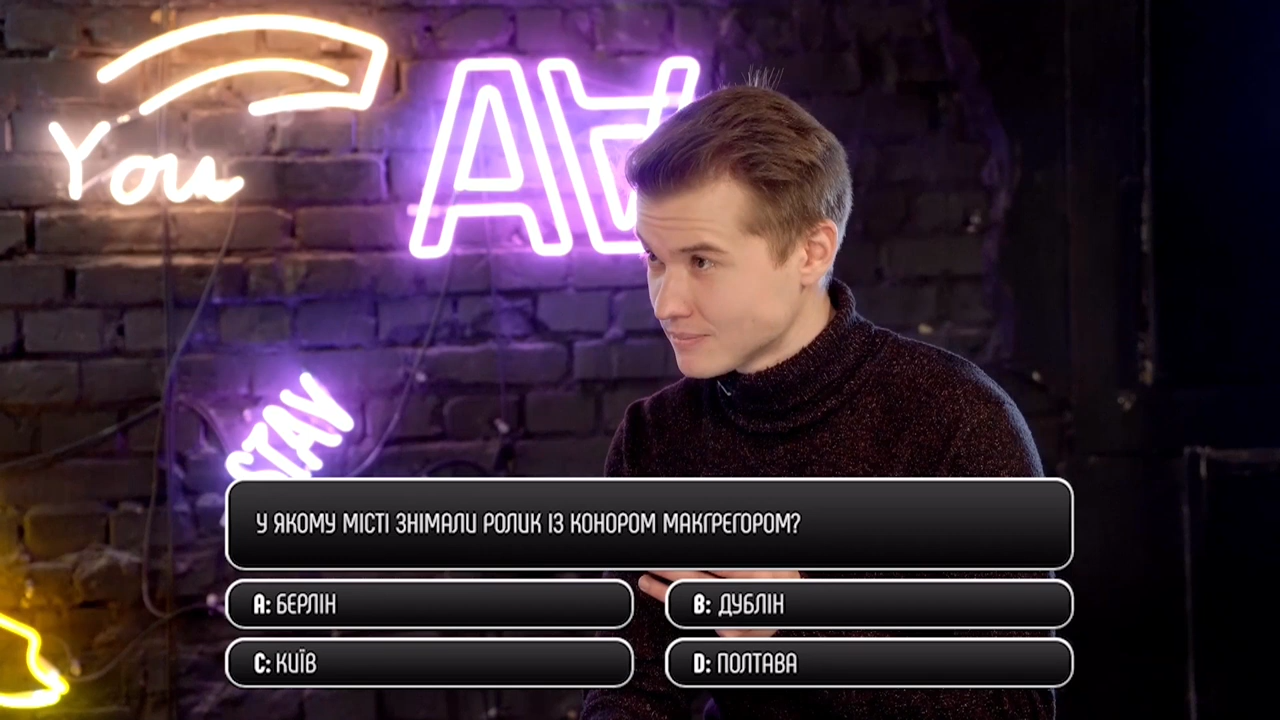 You
STAY
У ЯКОМУ МІСТІ ЗНІМАЛИ РОЛИК ІЗ КОНОРОМ МАКГРЕГОРОМ?
A: БЕРЛІН
B: ДУБЛІН
C: КИЇВ
D: ПОЛТАВА